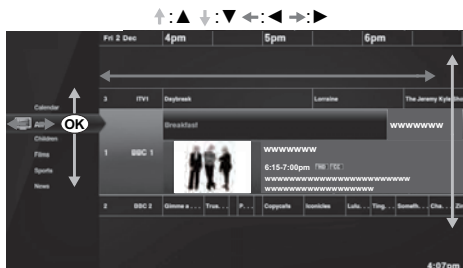 ↑:▲ ↓:▼ ←:◀ →:▶
Fri 2 Dec 4pm 5pm 6pm
Calendar
All
OK
Children
Films
Sports
News
3 ITV1 Daybreak Lorraine The Jeremy Kyle
Breakfast wwwwwww
1 BBC 1
wwwwwww
6:15-7:00pm
wwwwwwwwwwwwwwwwwwwwwwwwwww
wwwwwwwwwwwwwwwwwwww
2 BBC 2 Gimme a . . . Trus. . . P. . . Copycats Iconicles Lulu. . . Ting. . . Someth. . . Cha. . .
4:07pm